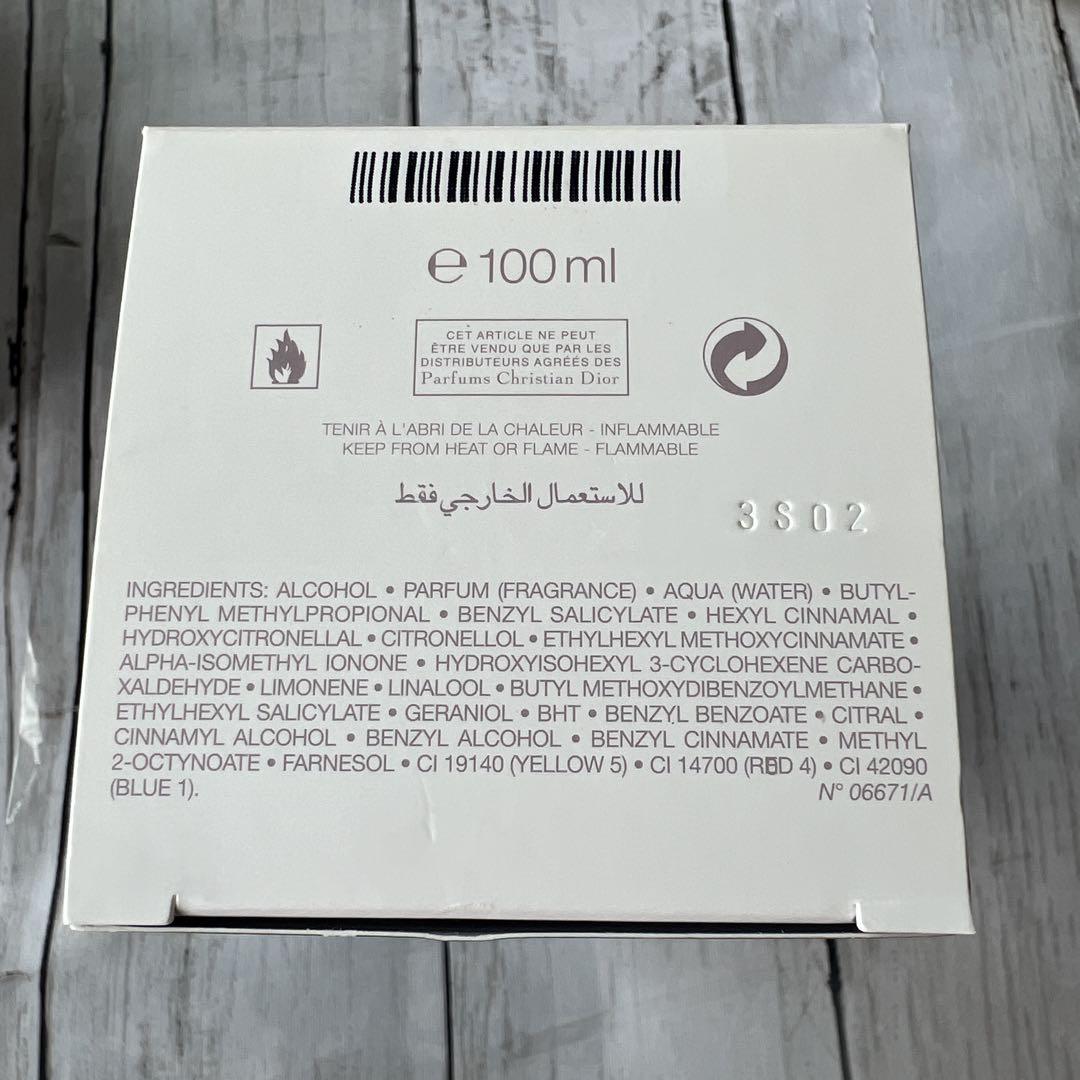 ℮ 100 ml
CET ARTICLE NE PEUT
ÊTRE VENDU QUE PAR LES
DISTRIBUTEURS AGRÉÉS DES
Parfums Christian Dior
TENIR À L'ABRI DE LA CHALEUR - INFLAMMABLE
KEEP FROM HEAT OR FLAME - FLAMMABLE
للاستعمال الخارجي فقط
3S02
INGREDIENTS: ALCOHOL • PARFUM (FRAGRANCE) • AQUA (WATER) • BUTYL-
PHENYL METHYLPROPIONAL • BENZYL SALICYLATE • HEXYL CINNAMAL •
HYDROXYCITRONELLAL • CITRONELLOL • ETHYLHEXYL METHOXYCINNAMATE •
ALPHA-ISOMETHYL IONONE • HYDROXYISOHEXYL 3-CYCLOHEXENE CARBO-
XALDEHYDE • LIMONENE • LINALOOL • BUTYL METHOXYDIBENZOYLMETHANE •
ETHYLHEXYL SALICYLATE • GERANIOL • BHT • BENZYL BENZOATE • CITRAL •
CINNAMYL ALCOHOL • BENZYL ALCOHOL • BENZYL CINNAMATE • METHYL
2-OCTYNOATE • FARNESOL • CI 19140 (YELLOW 5) • CI 14700 (RED 4) • CI 42090
(BLUE 1).
N° 06671/A